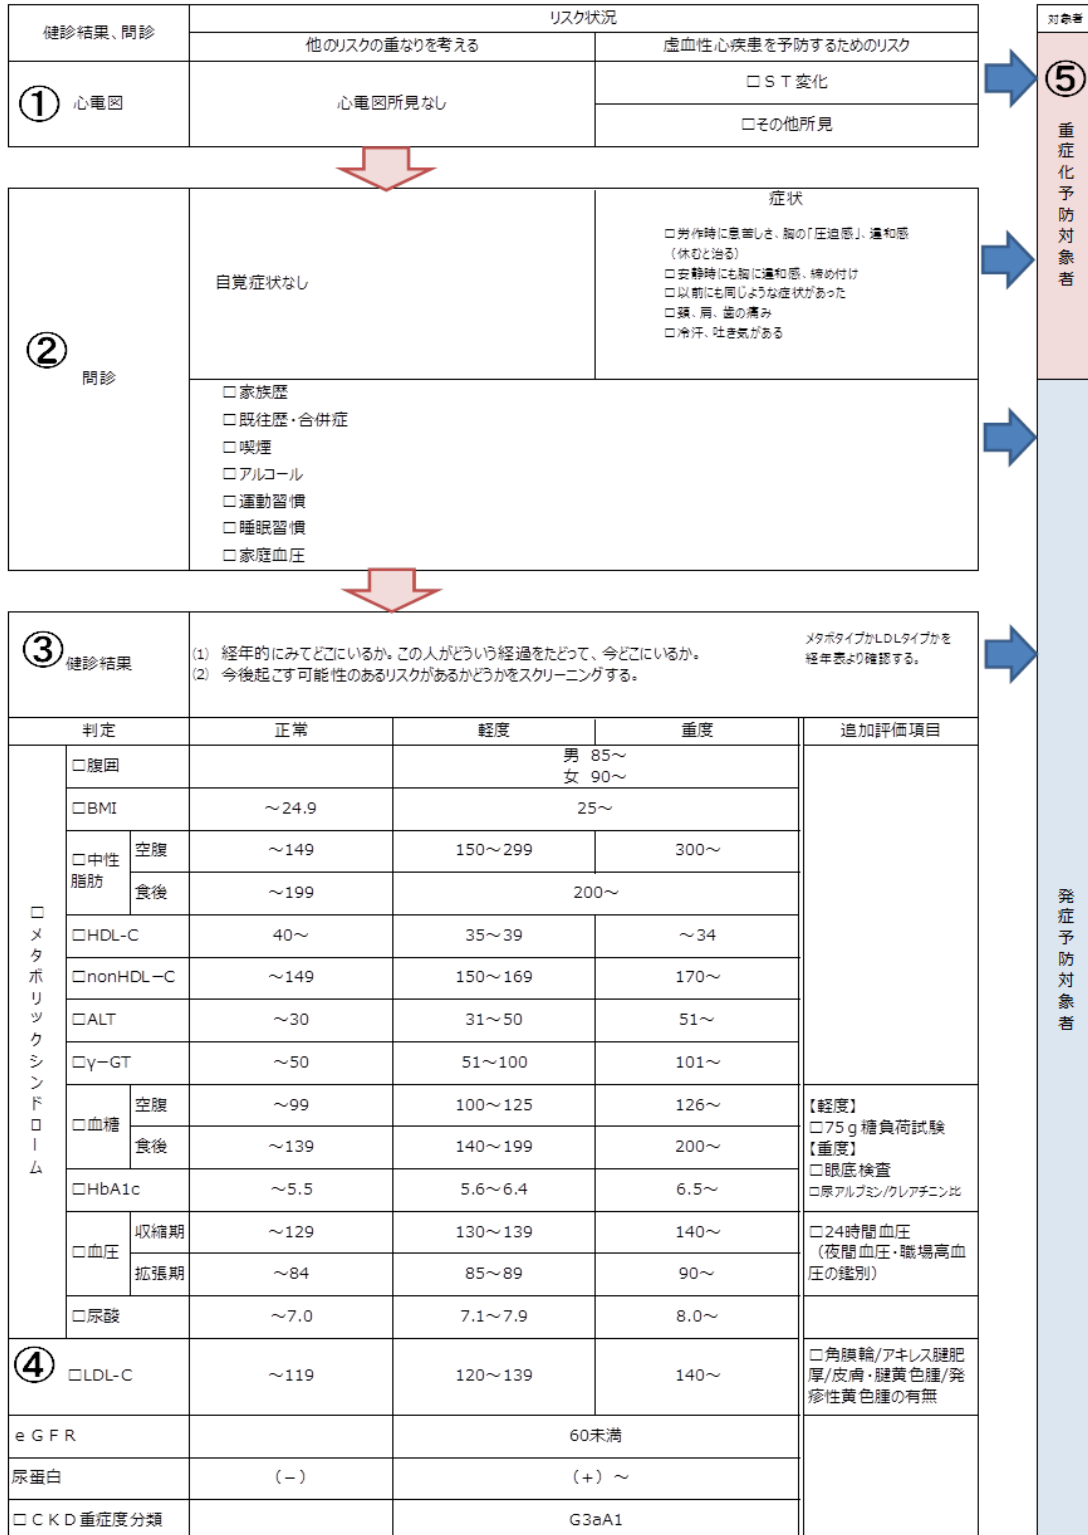 健診結果、問診
リスク状況
対象者
他のリスクの重なりを考える
虚血性心疾患を予防するためのリスク
① 心電図
心電図所見なし
□ＳＴ変化
□その他所見
⑤
重症化予防対象者
② 問診
自覚症状なし
症状
□労作時に息苦しさ、胸の「圧迫感」、違和感
（休むと治る）
□安静時にも胸に違和感、締め付け
□以前にも同じような症状があった
□頚、肩、歯の痛み
□冷汗、吐き気がある
□家族歴
□既往歴・合併症
□喫煙
□アルコール
□運動習慣
□睡眠習慣
□家庭血圧
③ 健診結果
⑴ 経年的にみてどこにいるか。この人がどういう経過をたどって、今どこにいるか。
⑵ 今後起こす可能性のあるリスクがあるかどうかをスクリーニングする。
メタボタイプかLDLタイプかを
経年表より確認する。
判定 正常 軽度 重度 追加評価項目
□メタボリックシンドローム
□腹囲 男 85～
女 90～
□BMI ～24.9 25～
□中性脂肪 空腹 ～149 150～299 300～
食後 ～199 200～
□HDL-C 40～ 35～39 ～34
□nonHDL－C ～149 150～169 170～
□ALT ～30 31～50 51～
□γ－GT ～50 51～100 101～
□血糖 空腹 ～99 100～125 126～
食後 ～139 140～199 200～
□HbA1c ～5.5 5.6～6.4 6.5～
【軽度】
□75ｇ糖負荷試験
【重度】
□眼底検査
□尿アルブミン/クレアチニン比
□血圧 収縮期 ～129 130～139 140～
拡張期 ～84 85～89 90～
□24時間血圧
（夜間血圧・職場高血
圧の鑑別）
□尿酸 ～7.0 7.1～7.9 8.0～
④ □LDL-C ～119 120～139 140～
□角膜輪/アキレス腱肥
厚/皮膚・腱黄色腫/発
疹性黄色腫の有無
ｅＧＦＲ 60未満
尿蛋白 （－） （＋）～
□ＣＫＤ重症度分類 G3aA1
発症予防対象者